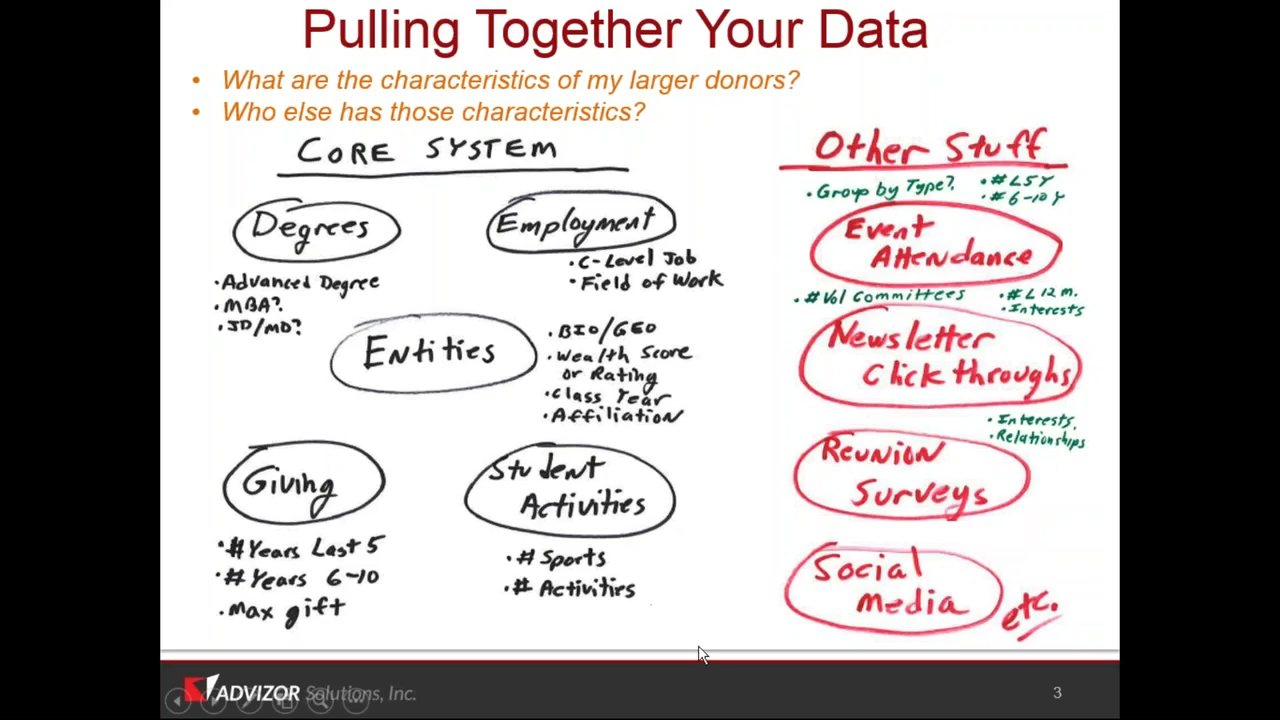 Pulling Together Your Data
• What are the characteristics of my larger donors?
• Who else has those characteristics?
CORE SYSTEM
Degrees
• Advanced Degree
• MBA?
• JD/MD?
Employment
• C-Level Job
• Field of Work
Entities
• BIO/GEO
• Wealth Score
or Rating
• Class Year
• Affiliation
Giving
• # Years Last 5
• # Years 6-10
• Max gift
Student
Activities
• # Sports
• # Activities
Other Stuff
• Group by Type?
• # L5Y
• # 6-10 Y
Event
Attendance
• # Vol Committees
• # L 12 m.
• Interests
Newsletter
Click throughs
• Interests
• Relationships
Reunion
Surveys
Social
media
etc.
ADVIZOR Solutions, Inc.
3